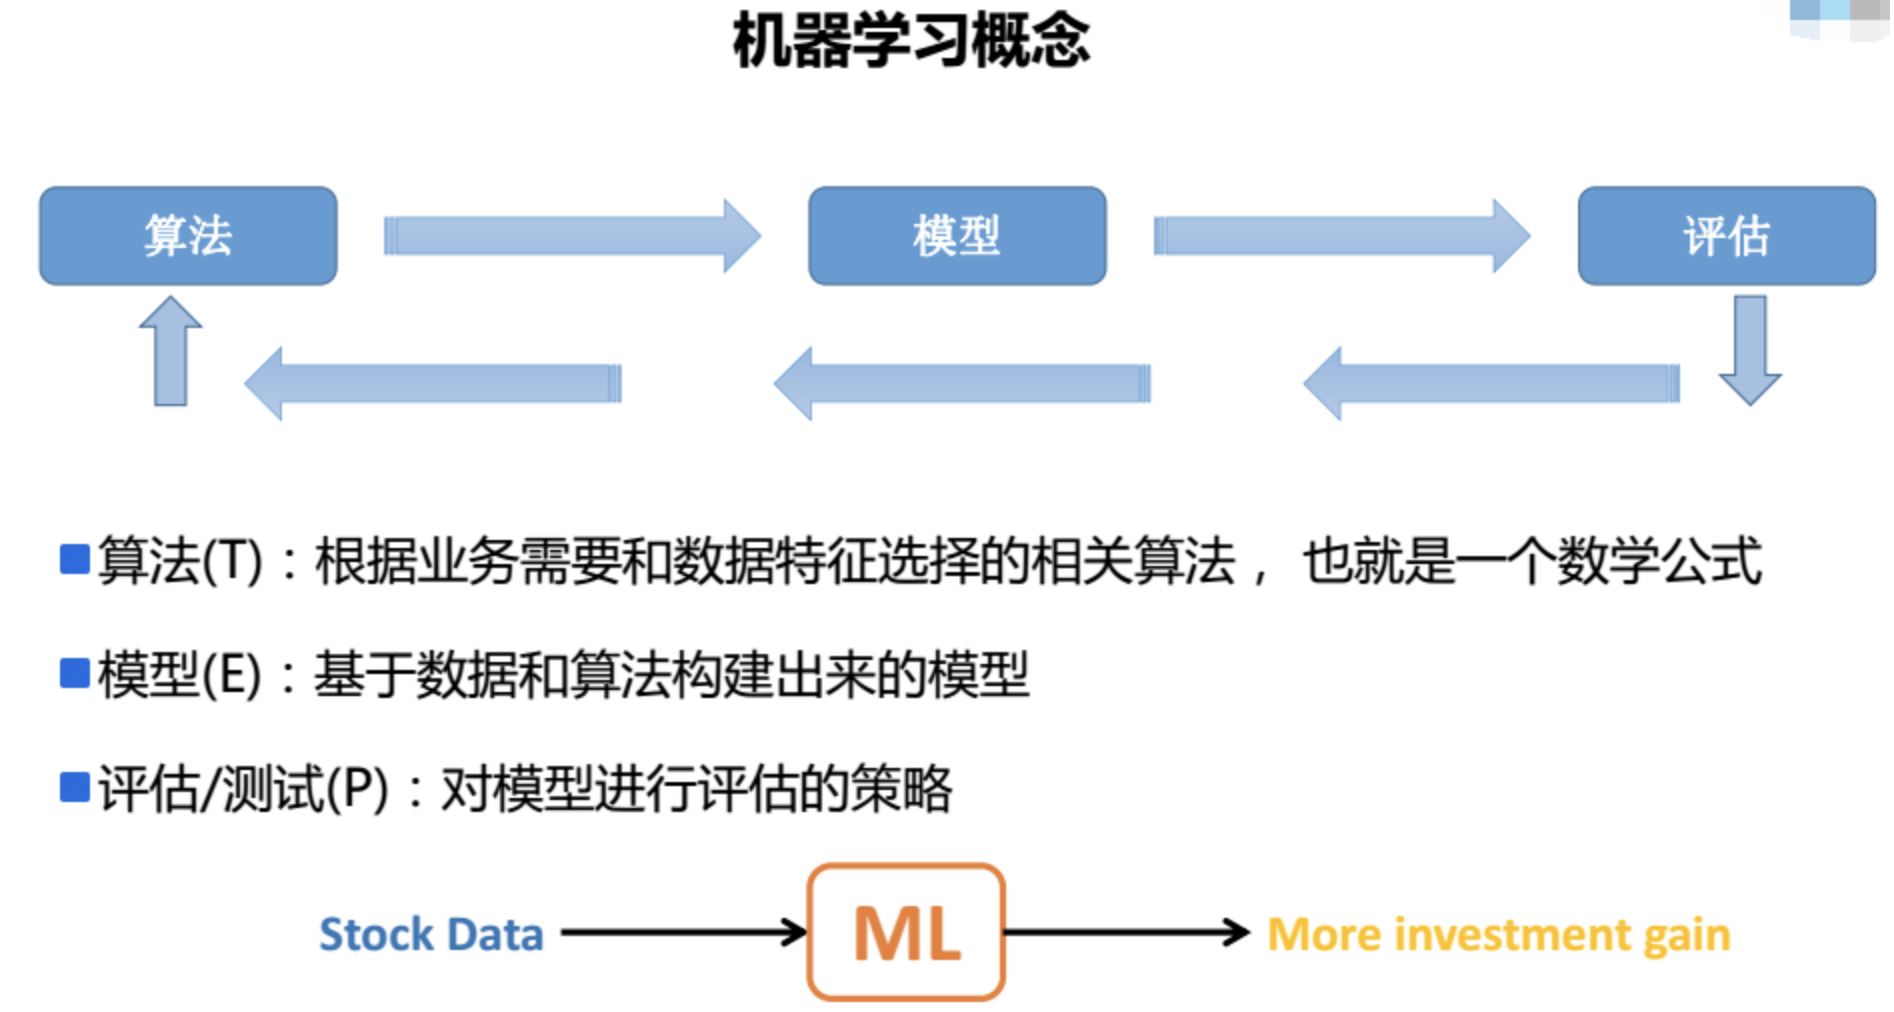 机器学习概念
算法
模型
评估
算法(T)：根据业务需要和数据特征选择的相关算法， 也就是一个数学公式
模型(E)：基于数据和算法构建出来的模型
评估/测试(P)：对模型进行评估的策略
Stock Data
ML
More investment gain